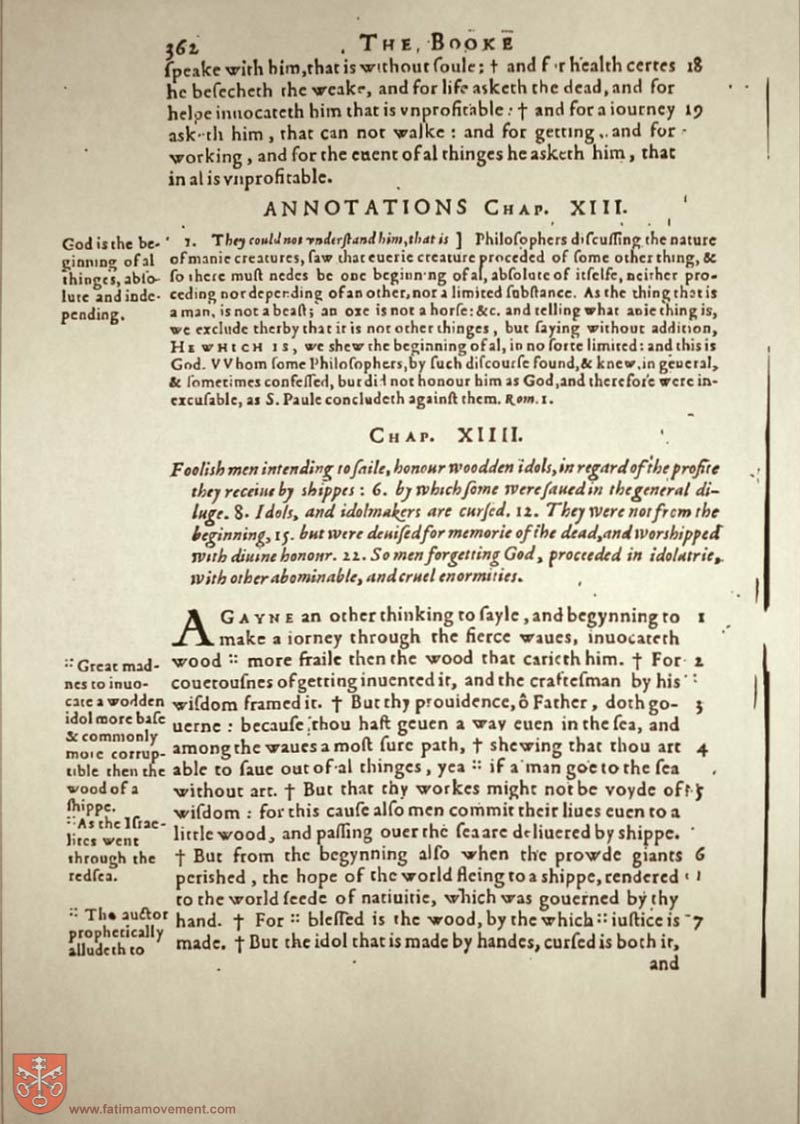 362 THE BOOKE
ſpeake with him, that is without ſoule; † and for health certes 18
he beſecheth the weake, and for life asketh the dead, and for
helpe inuocateth him that is vnprofitable: † and for a iourney 19
asketh him, that can not walke: and for getting, and for
working, and for the euent of al thinges he asketh him, that
in al is vnprofitable.
ANNOTATIONS CHAP. XIII.
God is the be-
ginning of al
thinges, abſo-
lute and inde-
pending.
1. They could not vnderſtand him, that is ] Philoſophers diſcuſſing the nature
of manie creatures, ſaw that euerie creature proceded of ſome other thing, &
ſo there muſt nedes be one beginning of al, abſolute of itſelfe, neither pro-
ceding nor depending of an other, nor a limited ſubſtance. As the thing that is
a man, is not a beaſt; an oxe is not a horſe: &c. and telling what anie thing is,
we exclude therby that it is not other thinges, but ſaying without addition,
HE WHICH IS, we shew the beginning of al, in no ſorte limited: and this is
God. VVhom ſome Philoſophers, by ſuch diſcourſe found, & knew, in general,
& ſometimes confeſſed, but did not honour him as God, and therefore were in-
excuſable, as S. Paule concludeth againſt them. Rom. 1.
CHAP. XIIII.
Fooliſh men intending to ſaile, honour woodden idols, in regard of the profite
they receiue by shippes: 6. by which ſome were ſaued in the general di-
luge. 8. Idols, and idolmakers are curſed. 12. They were not from the
beginning, 15. but were deuiſed for memorie of the dead, and worshipped
with diuine honour. 22. So men forgetting God, proceeded in idolatrie,
with other abominable, and cruel enormities.
AGAYNE an other thinking to ſayle, and begynning to 1
make a iorney through the fierce waues, inuocateth
wood :: more fraile then the wood that carieth him. † For 2
couetouſnes of getting inuented it, and the crafteſman by his
wiſdom framed it. † But thy prouidence, ô Father, doth go- 3
uerne: becauſe thou haſt geuen a way euen in the ſea, and
among the waues a moſt ſure path, † shewing that thou art 4
able to ſaue out of al thinges, yea :: if a man goe to the ſea
without art. † But that thy workes might not be voyde of 5
wiſdom: for this cauſe alſo men commit their liues euen to a
little wood, and paſſing ouer the ſea are deliuered by shippe.
† But from the begynning alſo when the prowde giants 6
perished, the hope of the world fleing to a shippe, rendered
to the world ſeede of natiuitie, which was gouerned by thy
hand. † For :: bleſſed is the wood, by the which :: iuſtice is 7
made. † But the idol that is made by handes, curſed is both it,
and
:: Great mad-
nes to inuo-
cate a wodden
idol more baſe
& commonly
more corrup-
tible then the
wood of a
shippe.
:: As the Iſrae-
lites went
through the
redſea.
:: The auctor
prophetically
alludeth to
www.fatimamovement.com